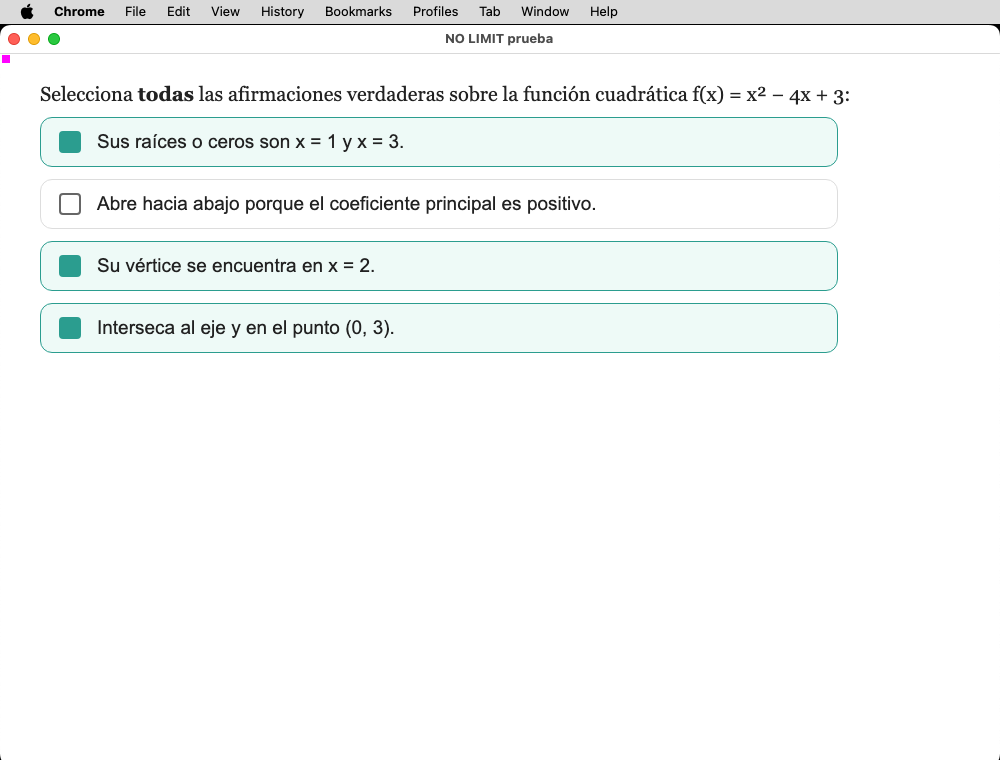 Chrome File Edit View History Bookmarks Profiles Tab Window Help
NO LIMIT prueba
Selecciona todas las afirmaciones verdaderas sobre la función cuadrática f(x) = x² − 4x + 3:
Sus raíces o ceros son x = 1 y x = 3.
Abre hacia abajo porque el coeficiente principal es positivo.
Su vértice se encuentra en x = 2.
Interseca al eje y en el punto (0, 3).